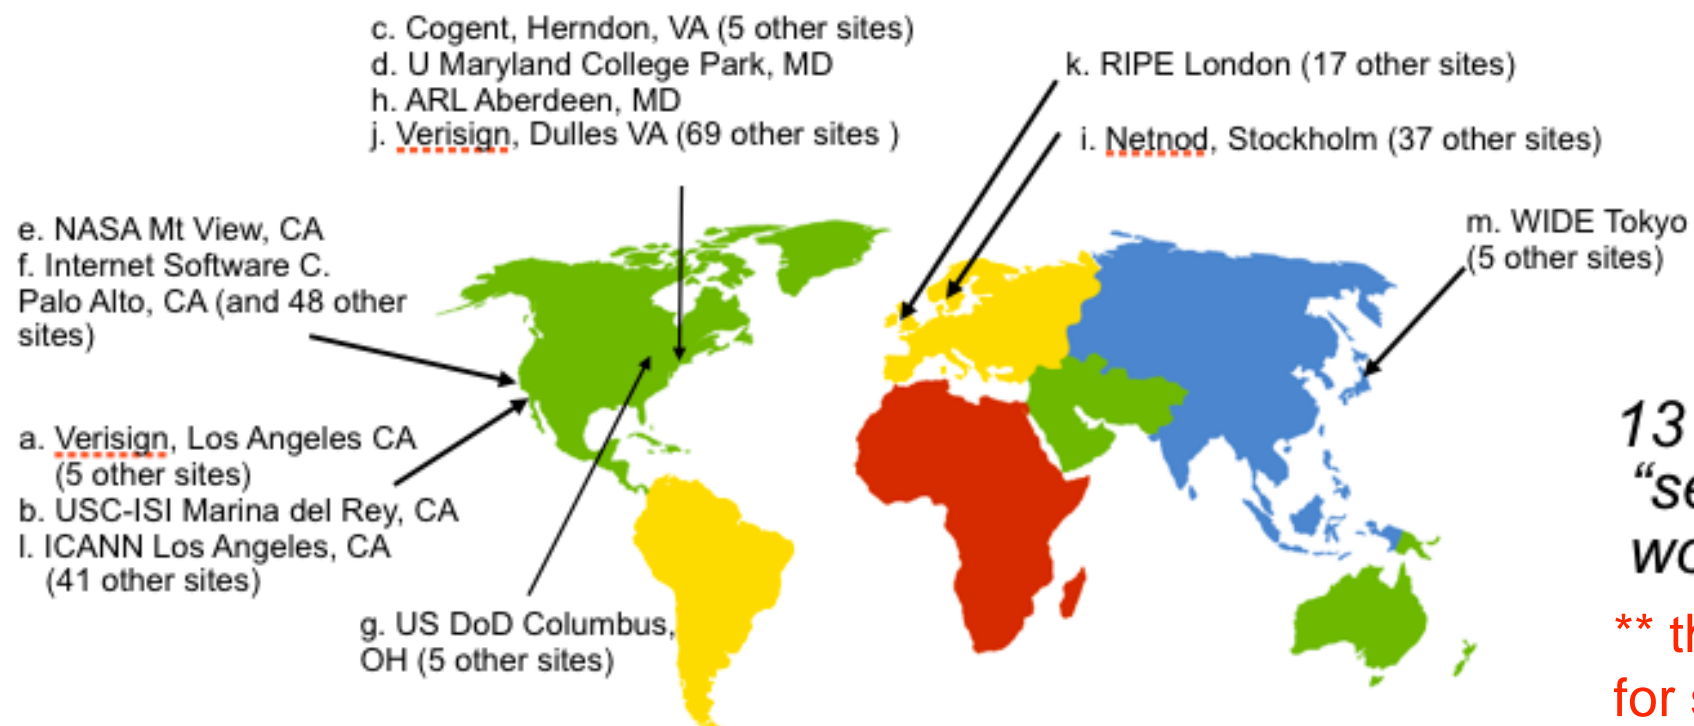 c. Cogent, Herndon, VA (5 other sites)
d. U Maryland College Park, MD
h. ARL Aberdeen, MD
j. Verisign, Dulles VA (69 other sites )
k. RIPE London (17 other sites)
i. Netnod, Stockholm (37 other sites)
m. WIDE Tokyo
(5 other sites)
e. NASA Mt View, CA
f. Internet Software C.
Palo Alto, CA (and 48 other
sites)
a. Verisign, Los Angeles CA
(5 other sites)
b. USC-ISI Marina del Rey, CA
l. ICANN Los Angeles, CA
(41 other sites)
g. US DoD Columbus,
OH (5 other sites)
13
**
for